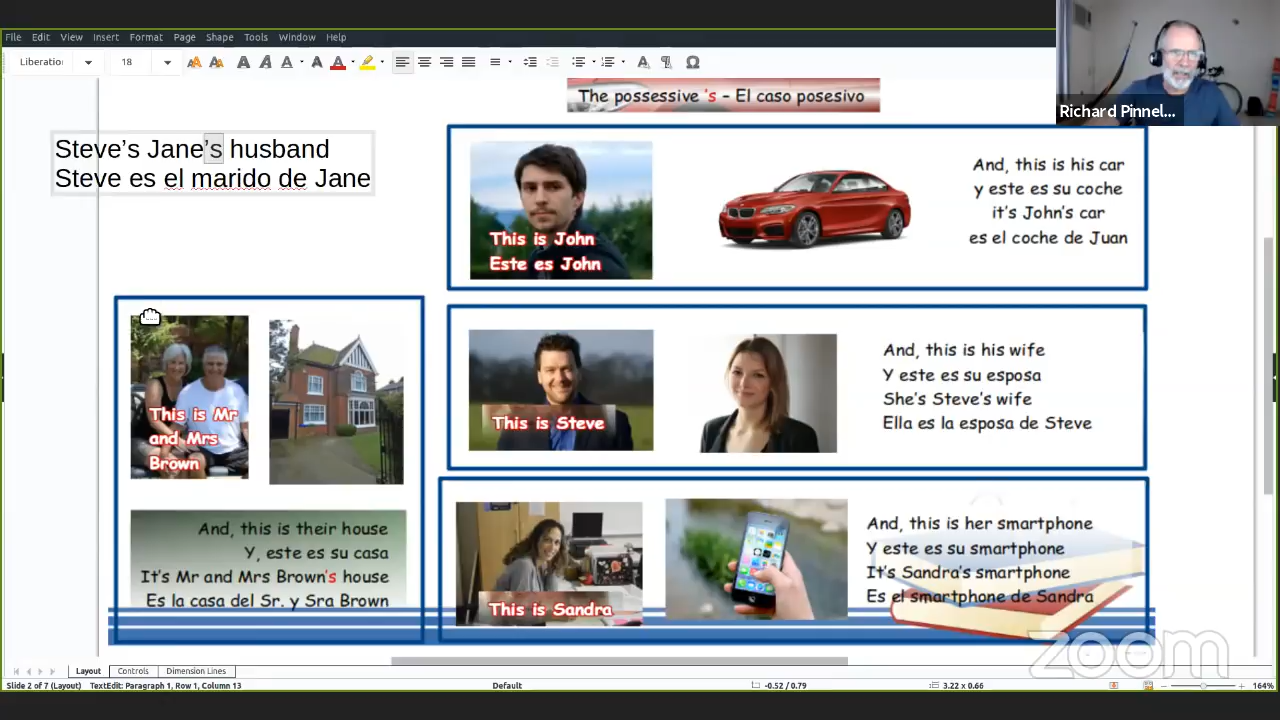 File Edit View Insert Format Page Shape Tools Window Help
Liberatio 18
Richard Pinnel...
The possessive 's – El caso posesivo
Steve’s Jane’s husband
Steve es el marido de Jane
This is John
Este es John
And, this is his car
y este es su coche
it's John's car
es el coche de Juan
This is Mr
and Mrs
Brown
And, this is their house
Y, este es su casa
It's Mr and Mrs Brown's house
Es la casa del Sr. y Sra Brown
This is Steve
And, this is his wife
Y este es su esposa
She's Steve's wife
Ella es la esposa de Steve
This is Sandra
And, this is her smartphone
Y este es su smartphone
It's Sandra's smartphone
Es el smartphone de Sandra
zoom
Layout Controls Dimension Lines
Slide 2 of 7 (Layout) TextEdit: Paragraph 1, Row 1, Column 13 Default -0.52 / 0.79 3.22 x 0.66 164%